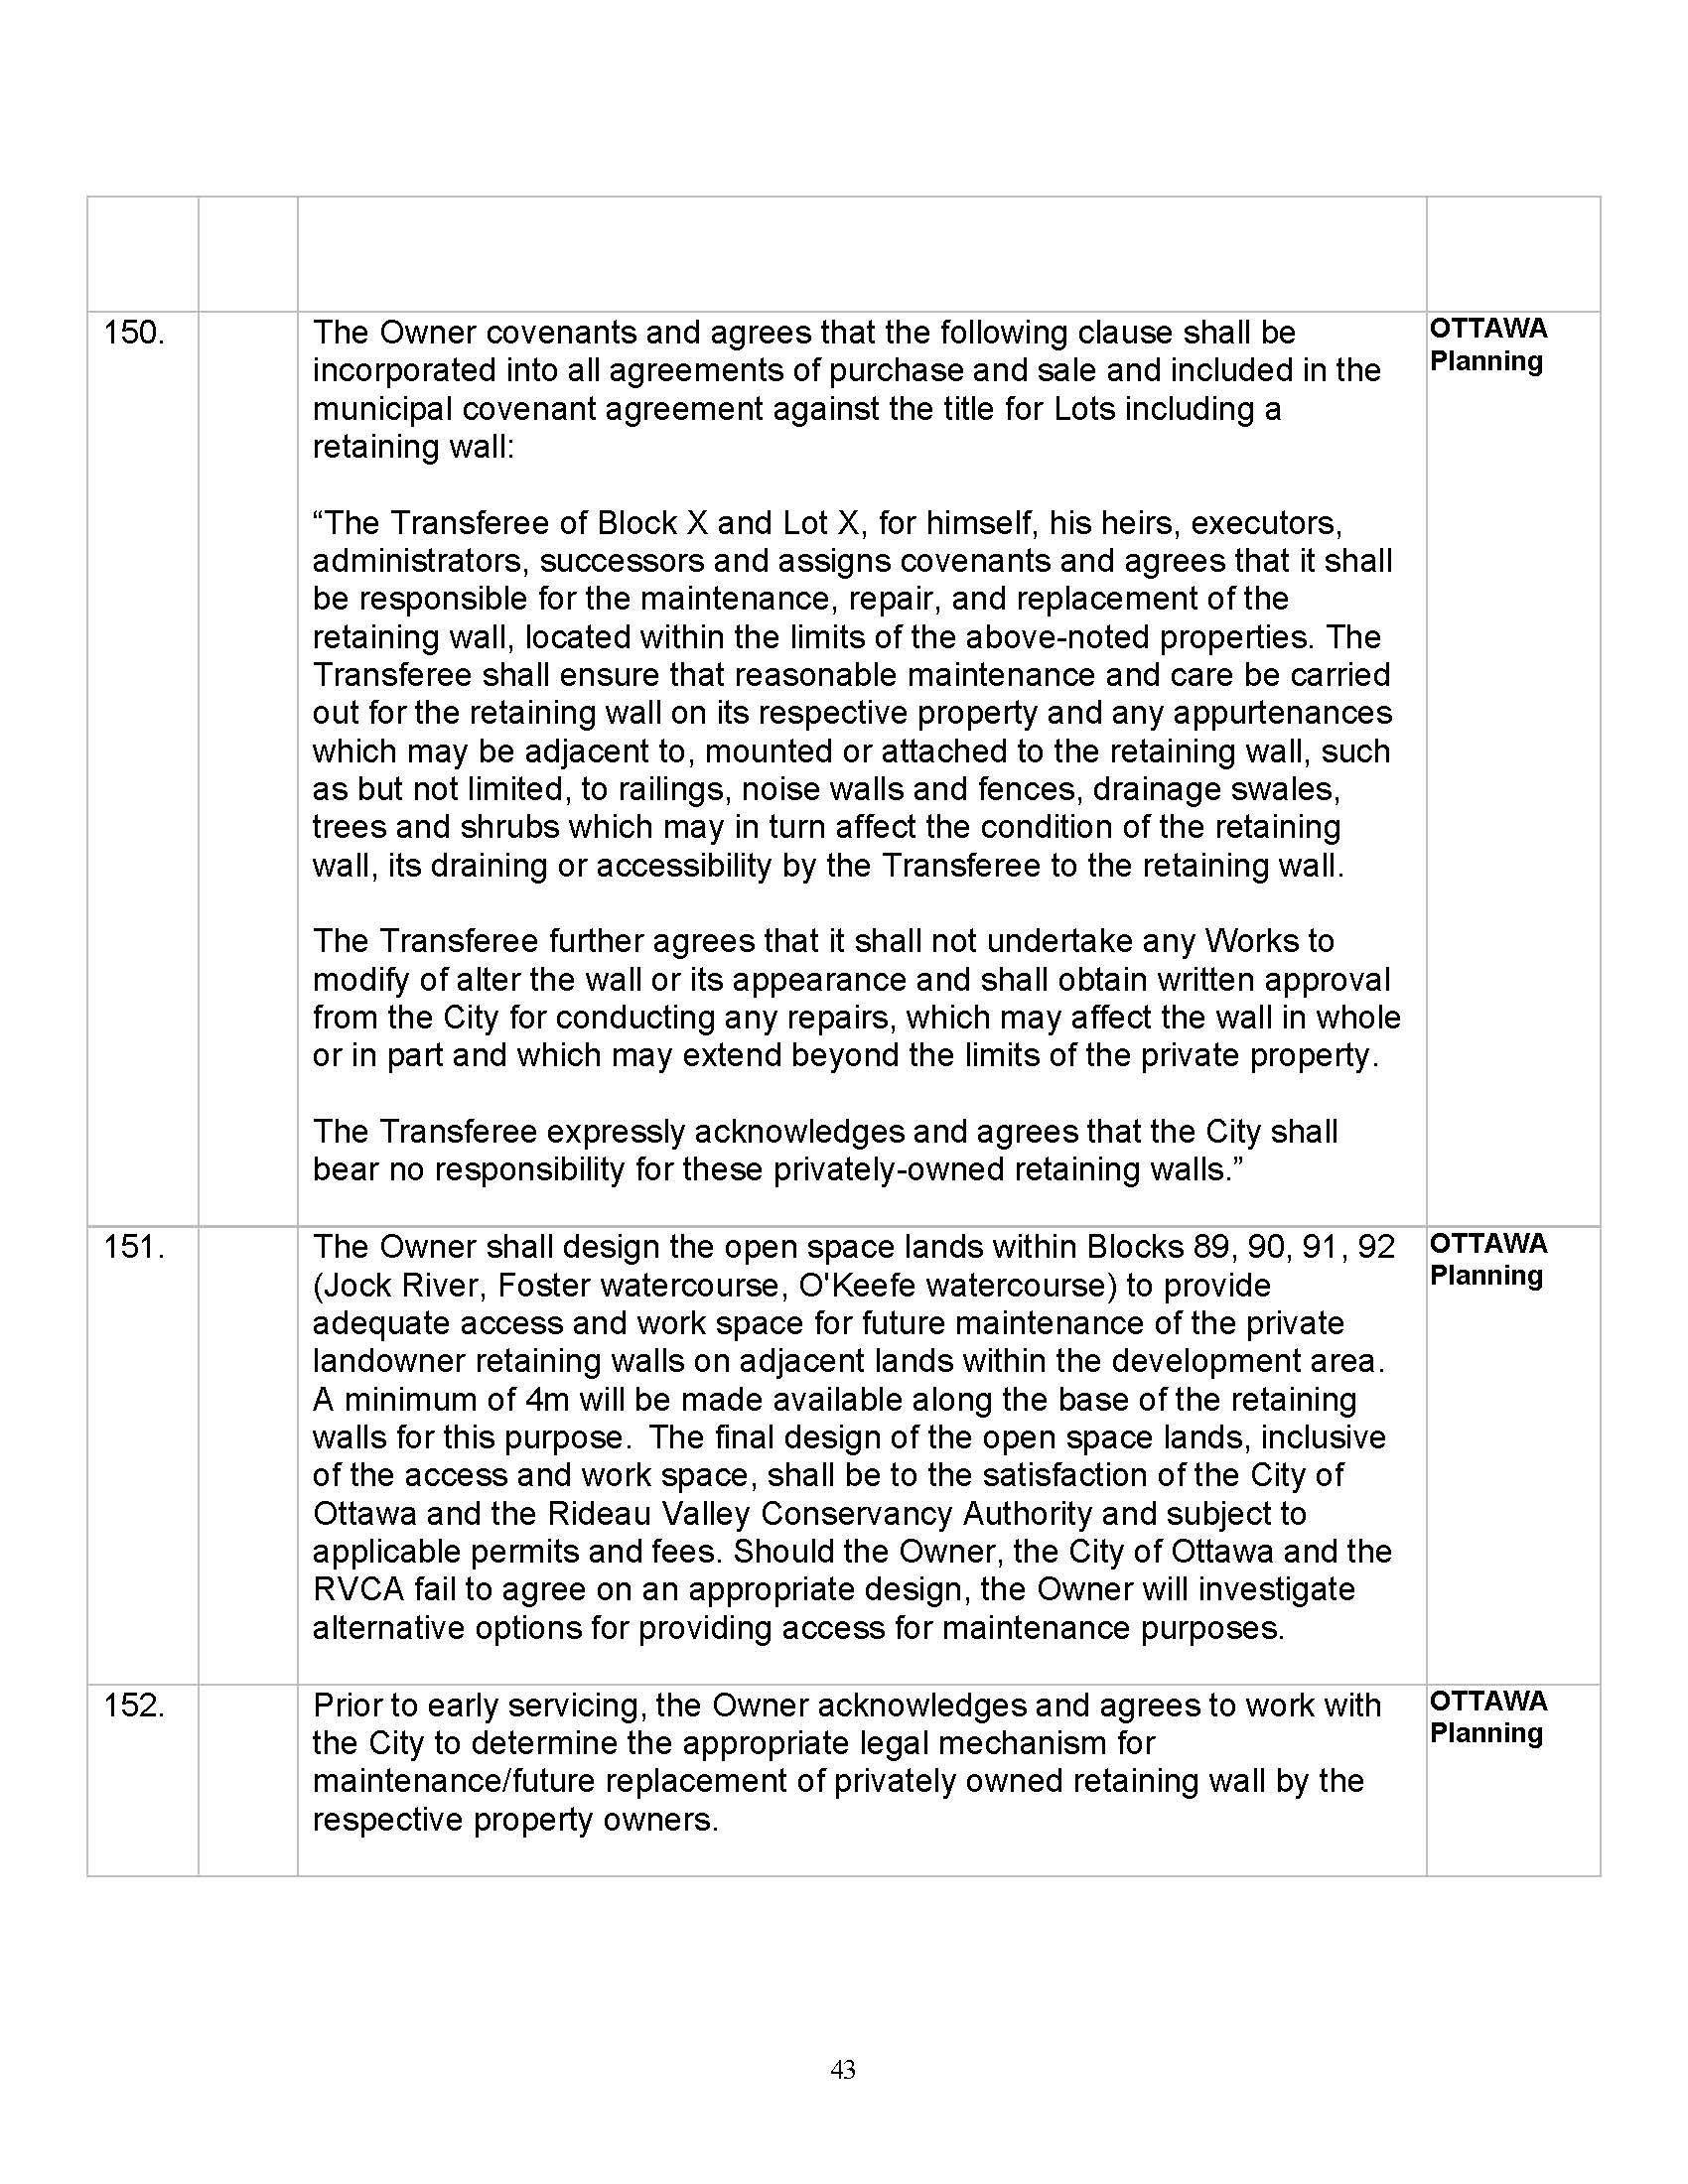 150.
The Owner covenants and agrees that the following clause shall be
incorporated into all agreements of purchase and sale and included in the
municipal covenant agreement against the title for Lots including a
retaining wall:
“The Transferee of Block X and Lot X, for himself, his heirs, executors,
administrators, successors and assigns covenants and agrees that it shall
be responsible for the maintenance, repair, and replacement of the
retaining wall, located within the limits of the above-noted properties. The
Transferee shall ensure that reasonable maintenance and care be carried
out for the retaining wall on its respective property and any appurtenances
which may be adjacent to, mounted or attached to the retaining wall, such
as but not limited, to railings, noise walls and fences, drainage swales,
trees and shrubs which may in turn affect the condition of the retaining
wall, its draining or accessibility by the Transferee to the retaining wall.
The Transferee further agrees that it shall not undertake any Works to
modify of alter the wall or its appearance and shall obtain written approval
from the City for conducting any repairs, which may affect the wall in whole
or in part and which may extend beyond the limits of the private property.
The Transferee expressly acknowledges and agrees that the City shall
bear no responsibility for these privately-owned retaining walls.”
OTTAWA
Planning
151.
The Owner shall design the open space lands within Blocks 89, 90, 91, 92
(Jock River, Foster watercourse, O'Keefe watercourse) to provide
adequate access and work space for future maintenance of the private
landowner retaining walls on adjacent lands within the development area.
A minimum of 4m will be made available along the base of the retaining
walls for this purpose.  The final design of the open space lands, inclusive
of the access and work space, shall be to the satisfaction of the City of
Ottawa and the Rideau Valley Conservancy Authority and subject to
applicable permits and fees. Should the Owner, the City of Ottawa and the
RVCA fail to agree on an appropriate design, the Owner will investigate
alternative options for providing access for maintenance purposes.
OTTAWA
Planning
152.
Prior to early servicing, the Owner acknowledges and agrees to work with
the City to determine the appropriate legal mechanism for
maintenance/future replacement of privately owned retaining wall by the
respective property owners.
OTTAWA
Planning
43